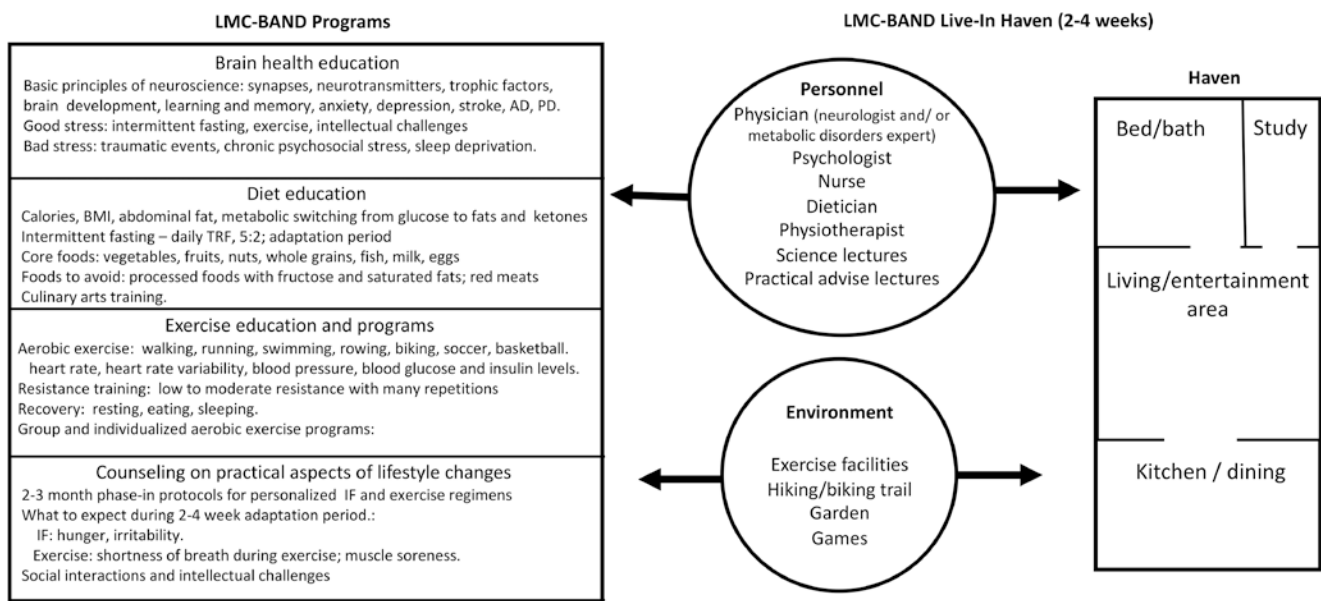 LMC-BAND Programs
Brain health education
Basic principles of neuroscience: synapses, neurotransmitters, trophic factors,
brain development, learning and memory, anxiety, depression, stroke, AD, PD.
Good stress: intermittent fasting, exercise, intellectual challenges
Bad stress: traumatic events, chronic psychosocial stress, sleep deprivation.
Diet education
Calories, BMI, abdominal fat, metabolic switching from glucose to fats and ketones
Intermittent fasting – daily TRF, 5:2; adaptation period
Core foods: vegetables, fruits, nuts, whole grains, fish, milk, eggs
Foods to avoid: processed foods with fructose and saturated fats; red meats
Culinary arts training.
Exercise education and programs
Aerobic exercise: walking, running, swimming, rowing, biking, soccer, basketball.
heart rate, heart rate variability, blood pressure, blood glucose and insulin levels.
Resistance training: low to moderate resistance with many repetitions
Recovery: resting, eating, sleeping.
Group and individualized aerobic exercise programs:
Counseling on practical aspects of lifestyle changes
2-3 month phase-in protocols for personalized IF and exercise regimens
What to expect during 2-4 week adaptation period.:
IF: hunger, irritability.
Exercise: shortness of breath during exercise; muscle soreness.
Social interactions and intellectual challenges
LMC-BAND Live-In Haven (2-4 weeks)
Personnel
Physician (neurologist and/ or
metabolic disorders expert)
Psychologist
Nurse
Dietician
Physiotherapist
Science lectures
Practical advise lectures
Environment
Exercise facilities
Hiking/biking trail
Garden
Games
Haven
Bed/bath
Study
Living/entertainment
area
Kitchen / dining